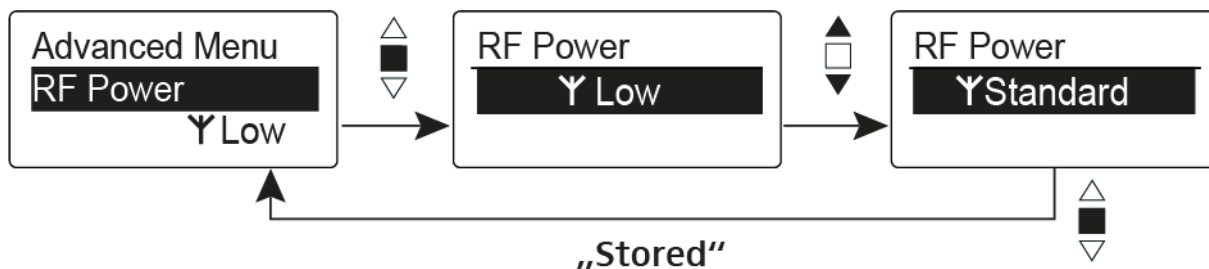 Advanced Menu
RF Power
Low
RF Power
Low
RF Power
Standard
„Stored“